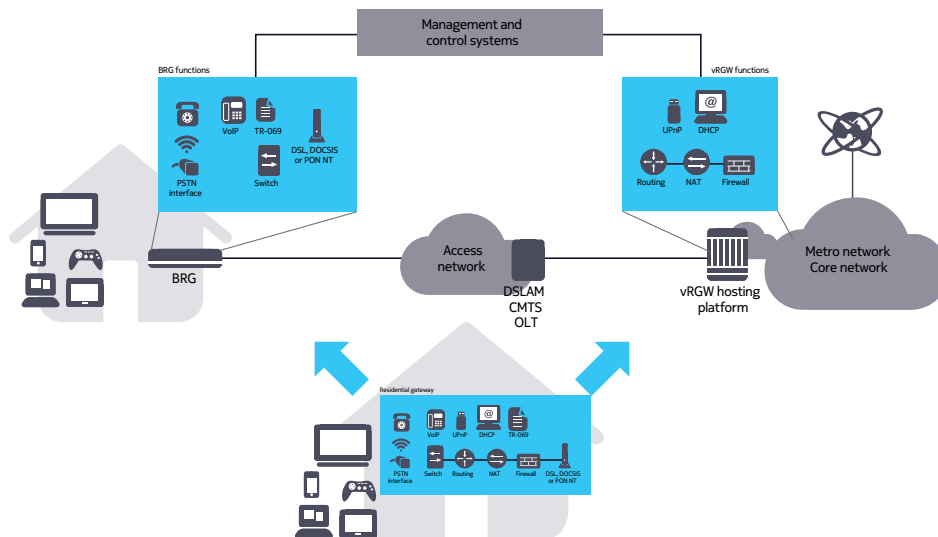 Management and
control systems
BRG functions
vRGW functions
VoIP
TR-069
DSL, DOCSIS
or PON NT
PSTN
interface
Switch
UPnP
DHCP
@
Routing
NAT
Firewall
BRG
Access
network
DSLAM
CMTS
OLT
vRGW hosting
platform
Metro network
Core network
Residential gateway
@
VoIP
UPnP
DHCP
TR-069
PSTN
interface
Switch
Routing
NAT
Firewall
DSL, DOCSIS
or PON NT